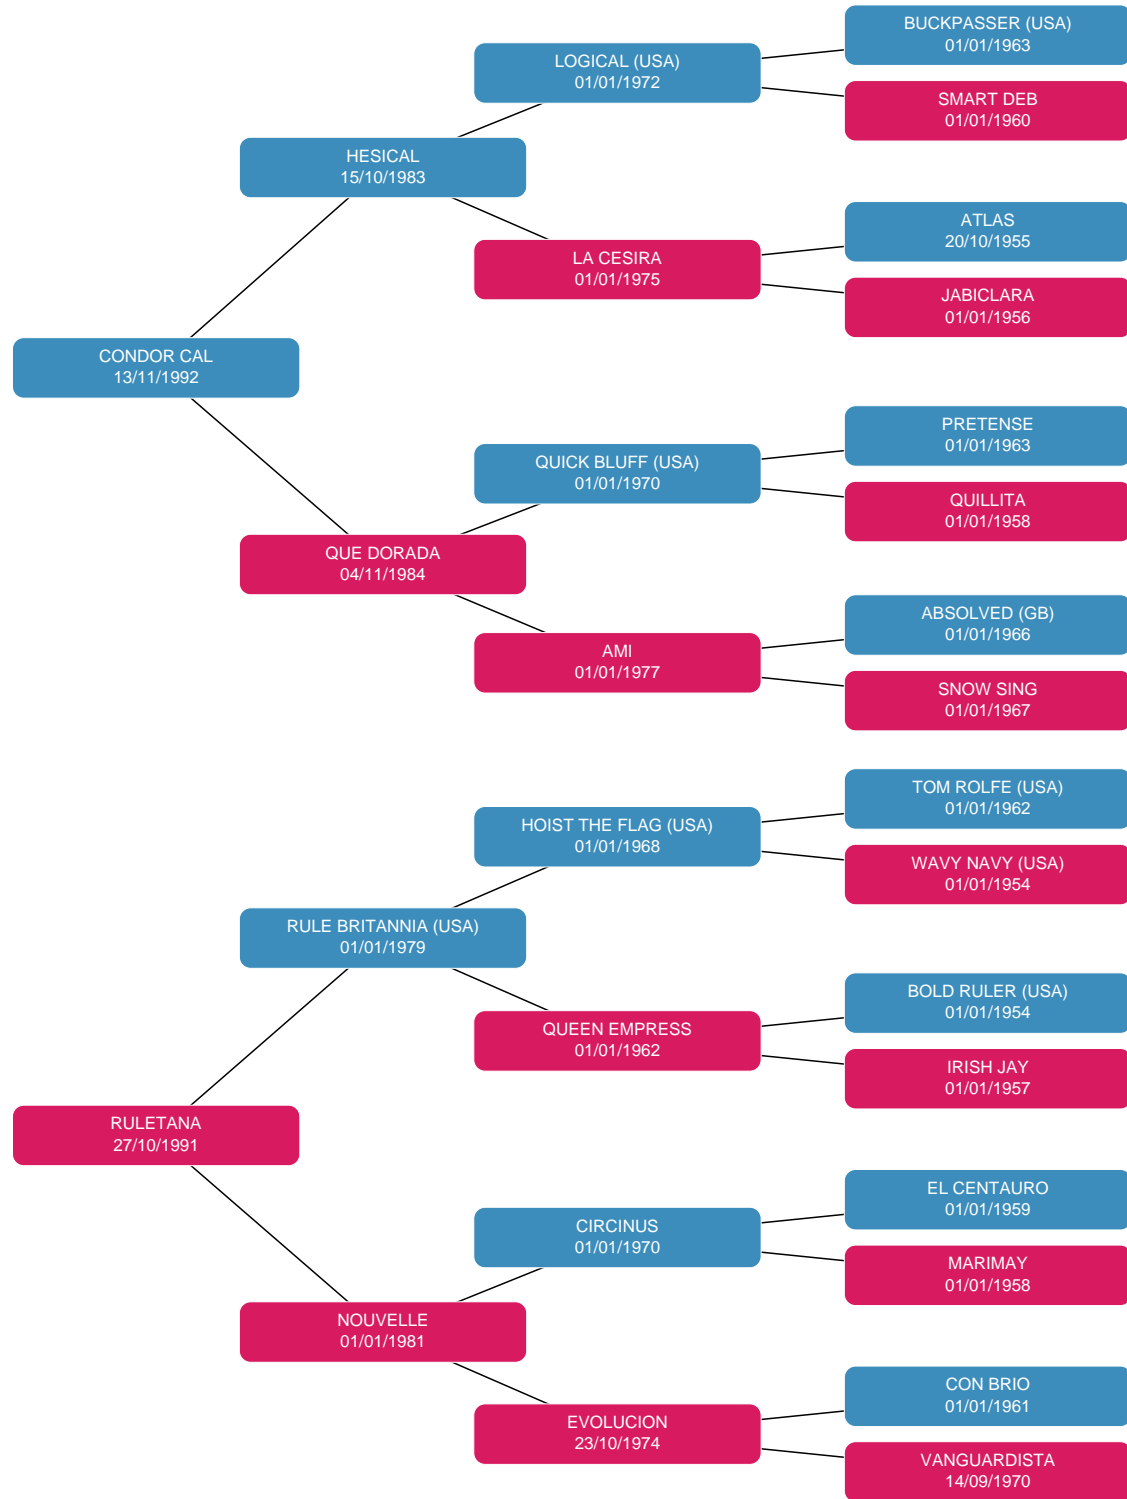 BUCKPASSER (USA)
01/01/1963
LOGICAL (USA)
01/01/1972
SMART DEB
01/01/1960
HESICAL
15/10/1983
ATLAS
20/10/1955
LA CESIRA
01/01/1975
JABICLARA
01/01/1956
CONDOR CAL
13/11/1992
PRETENSE
01/01/1963
QUICK BLUFF (USA)
01/01/1970
QUILLITA
01/01/1958
QUE DORADA
04/11/1984
ABSOLVED (GB)
01/01/1966
AMI
01/01/1977
SNOW SING
01/01/1967
TOM ROLFE (USA)
01/01/1962
HOIST THE FLAG (USA)
01/01/1968
WAVY NAVY (USA)
01/01/1954
RULE BRITANNIA (USA)
01/01/1979
BOLD RULER (USA)
01/01/1954
QUEEN EMPRESS
01/01/1962
IRISH JAY
01/01/1957
RULETANA
27/10/1991
EL CENTAURO
01/01/1959
CIRCINUS
01/01/1970
MARIMAY
01/01/1958
NOUVELLE
01/01/1981
CON BRIO
01/01/1961
EVOLUCION
23/10/1974
VANGUARDISTA
14/09/1970